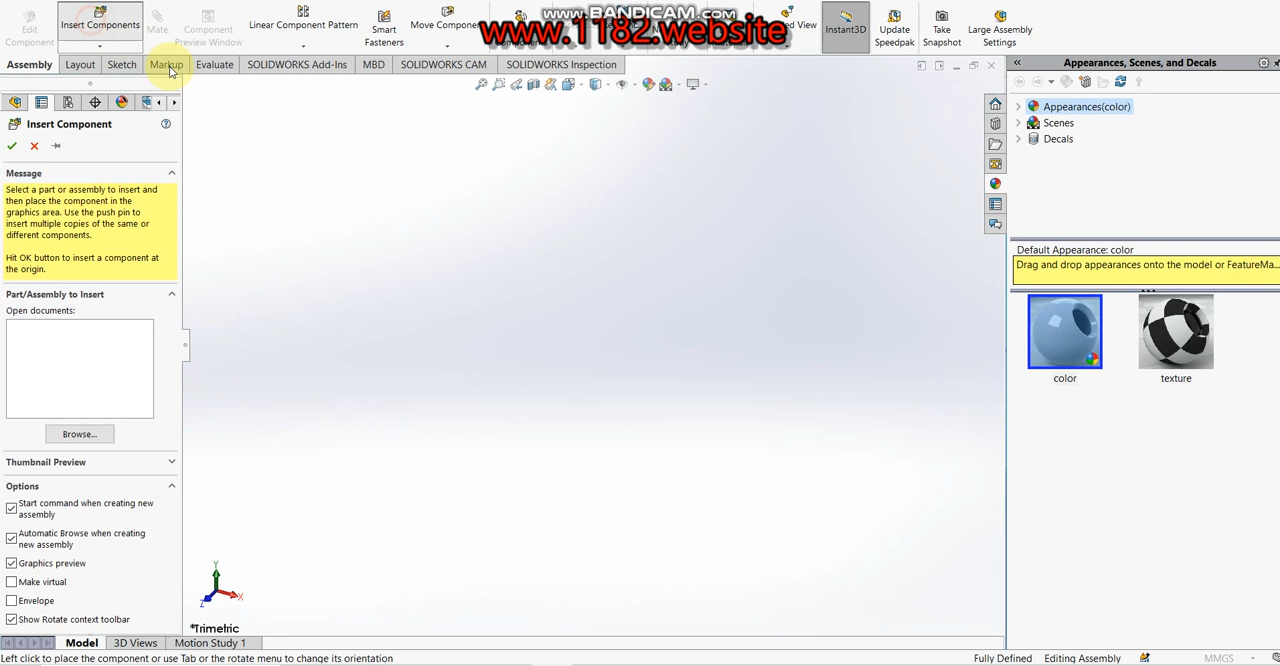 www.BANDICAM.com
www.1182.website
Edit
Component
Insert Components
Mate
Component
Preview Window
Linear Component Pattern
Smart
Fasteners
Move Component
Update
Speedpak
Instant3D
Take
Snapshot
Large Assembly
Settings
Assembly
Layout
Sketch
Markup
Evaluate
SOLIDWORKS Add-Ins
MBD
SOLIDWORKS CAM
SOLIDWORKS Inspection
Insert Component
Message
Select a part or assembly to insert and
then place the component in the
graphics area. Use the push pin to
insert multiple copies of the same or
different components.
Hit OK button to insert a component at
the origin.
Part/Assembly to Insert
Open documents:
Browse...
Thumbnail Preview
Options
Start command when creating new
assembly
Automatic Browse when creating
new assembly
Graphics preview
Make virtual
Envelope
Show Rotate context toolbar
Y
X
Z
*Trimetric
Model
3D Views
Motion Study 1
Left click to place the component or use Tab or the rotate menu to change its orientation
Fully Defined
Editing Assembly
MMGS
Appearances, Scenes, and Decals
Appearances(color)
Scenes
Decals
Default Appearance: color
Drag and drop appearances onto the model or FeatureMa...
color
texture